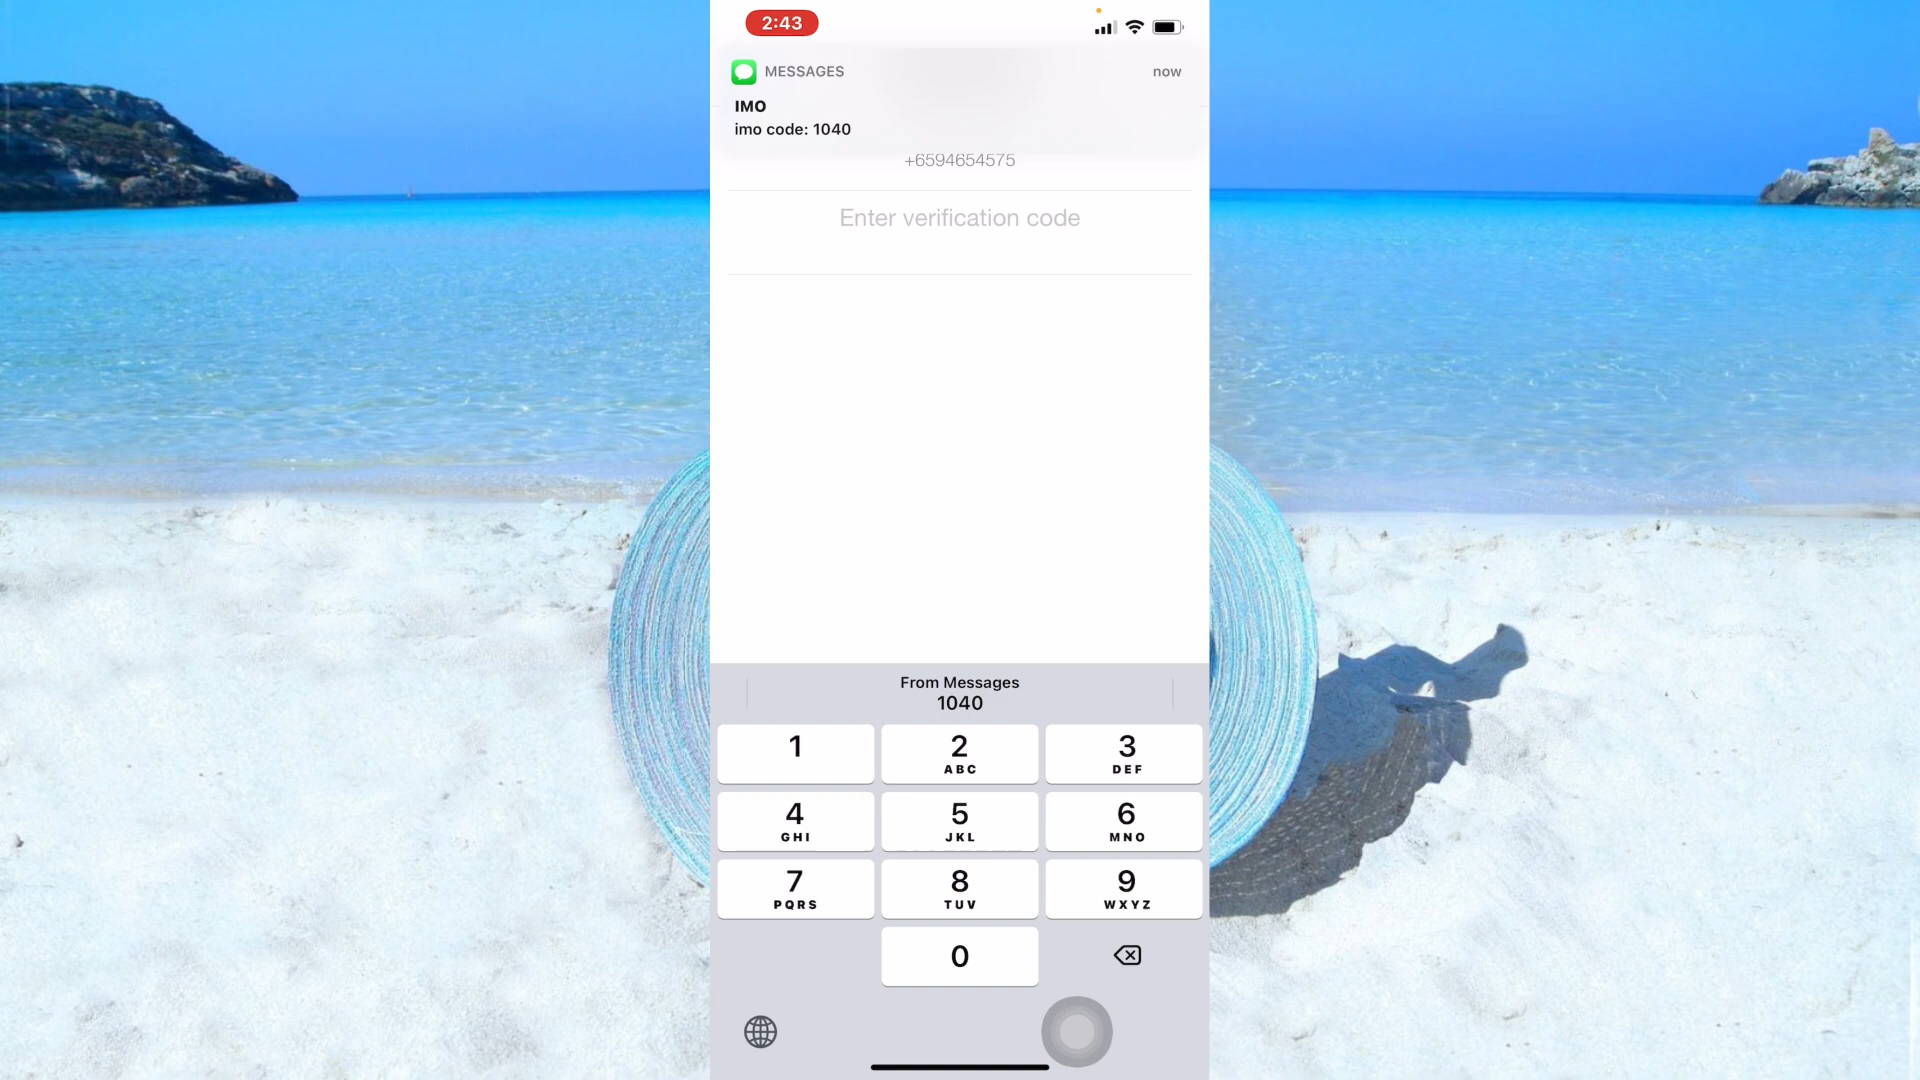 2:43
MESSAGES
now
IMO
imo code: 1040
+6594654575
Enter verification code
From Messages
1040
1
2
ABC
3
DEF
4
GHI
5
JKL
6
MNO
7
PQRS
8
TUV
9
WXYZ
0